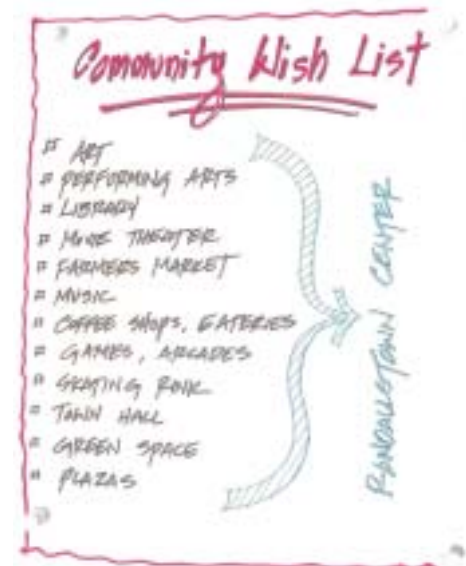 Community Wish List
ART
PERFORMING ARTS
LIBRARY
MOVIE THEATER
FARMERS MARKET
MUSIC
COFFEE SHOPS, EATERIES
GAMES, ARCADES
SKATING RINK
TOWN HALL
GREEN SPACE
PLAZAS
RANDALLSTOWN CENTER